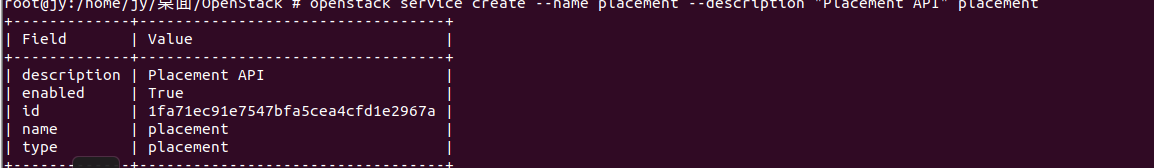 root@jy:/home/jy/桌面/OpenStack # openstack service create --name placement --description "Placement API" placement
+-------------+----------------------------------+
| Field       | Value                            |
+-------------+----------------------------------+
| description | Placement API                    |
| enabled     | True                             |
| id          | 1fa71ec91e7547bfa5cea4cfd1e2967a |
| name        | placement                        |
| type        | placement                        |
+-------------+----------------------------------+